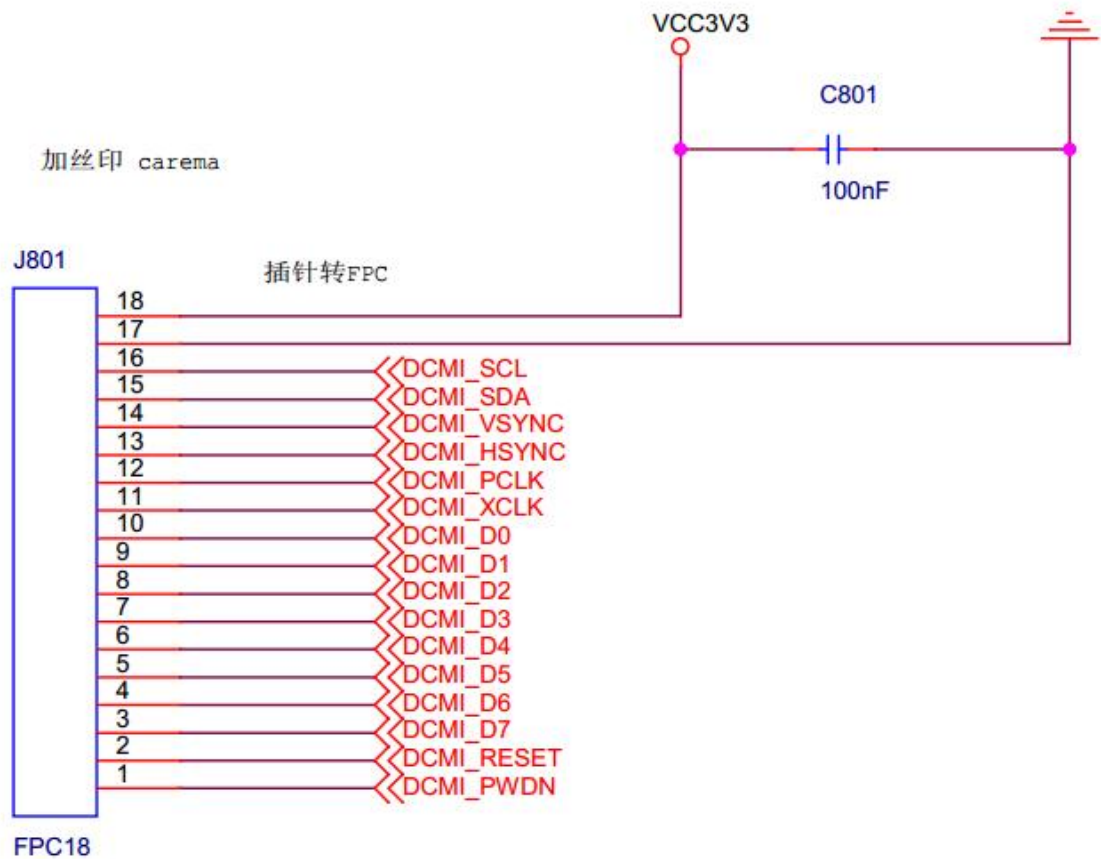 VCC3V3
C801
100nF
加丝印 carema
J801
插针转FPC
18
17
16 DCMI_SCL
15 DCMI_SDA
14 DCMI_VSYNC
13 DCMI_HSYNC
12 DCMI_PCLK
11 DCMI_XCLK
10 DCMI_D0
9 DCMI_D1
8 DCMI_D2
7 DCMI_D3
6 DCMI_D4
5 DCMI_D5
4 DCMI_D6
3 DCMI_D7
2 DCMI_RESET
1 DCMI_PWDN
FPC18